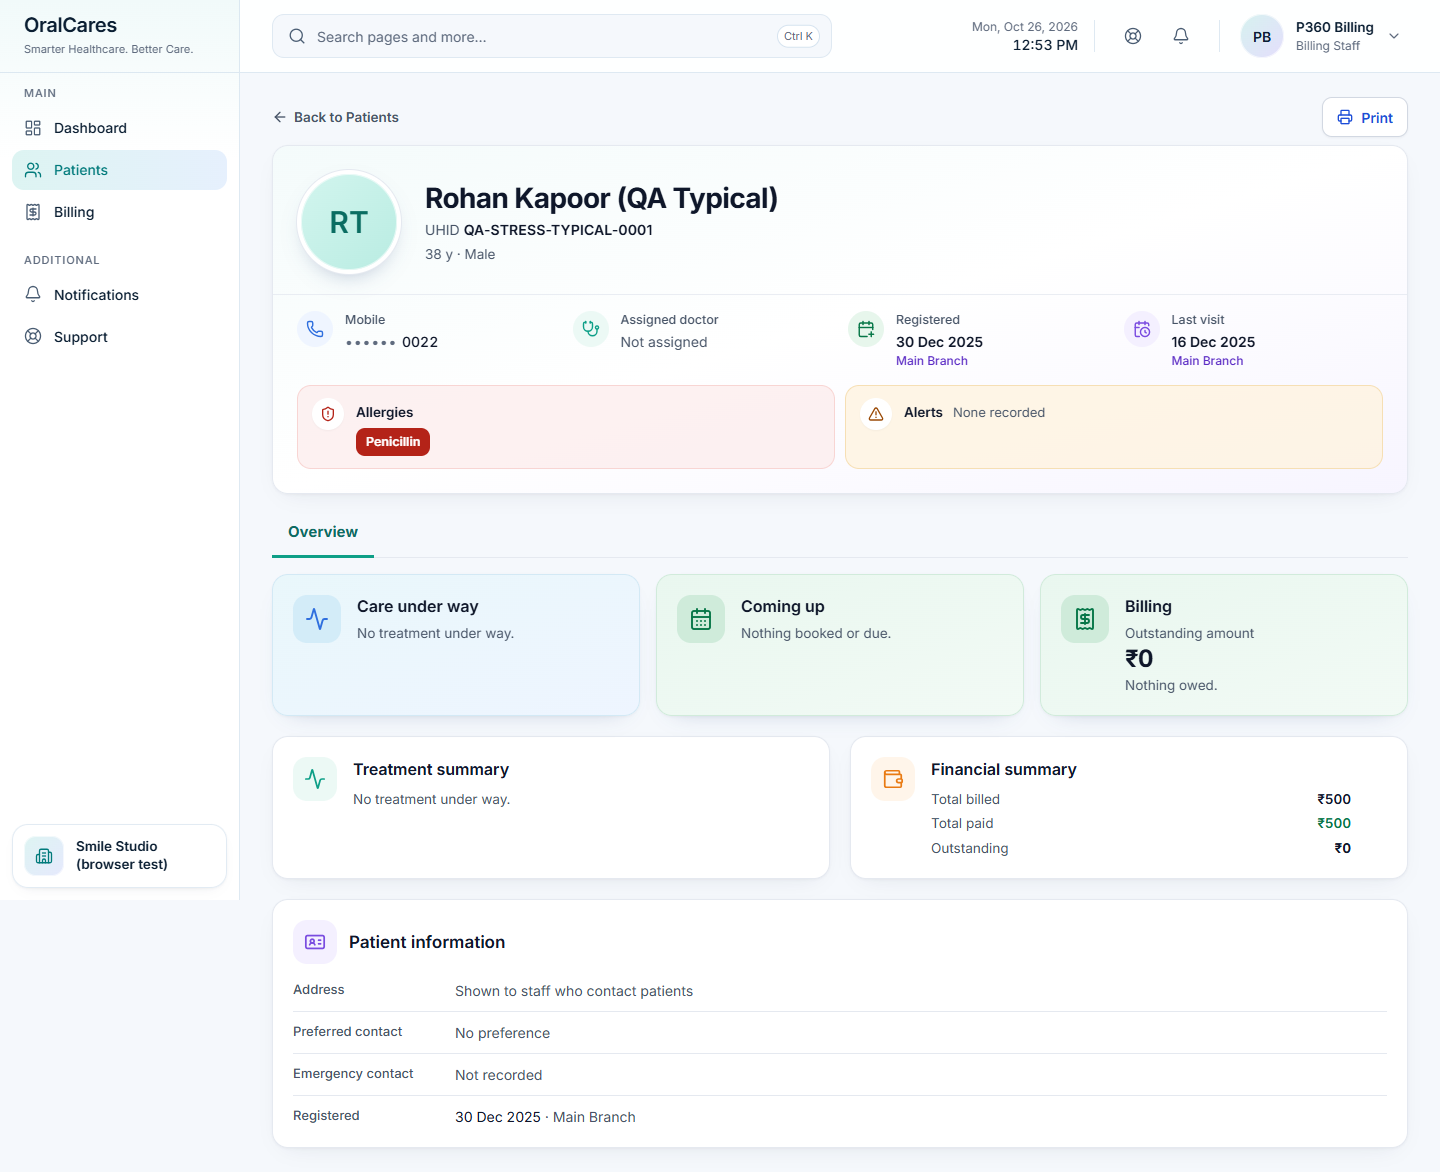 OralCares
Smarter Healthcare. Better Care.
Search pages and more...
Ctrl K
Mon, Oct 26, 2026
12:53 PM
PB
P360 Billing
Billing Staff
MAIN
Dashboard
Patients
Billing
ADDITIONAL
Notifications
Support
Smile Studio
(browser test)
Back to Patients
Print
RT
Rohan Kapoor (QA Typical)
UHID QA-STRESS-TYPICAL-0001
38 y · Male
Mobile
•••••• 0022
Assigned doctor
Not assigned
Registered
30 Dec 2025
Main Branch
Last visit
16 Dec 2025
Main Branch
Allergies
Penicillin
Alerts None recorded
Overview
Care under way
No treatment under way.
Coming up
Nothing booked or due.
Billing
Outstanding amount
₹0
Nothing owed.
Treatment summary
No treatment under way.
Financial summary
Total billed ₹500
Total paid ₹500
Outstanding ₹0
Patient information
Address Shown to staff who contact patients
Preferred contact No preference
Emergency contact Not recorded
Registered 30 Dec 2025 · Main Branch